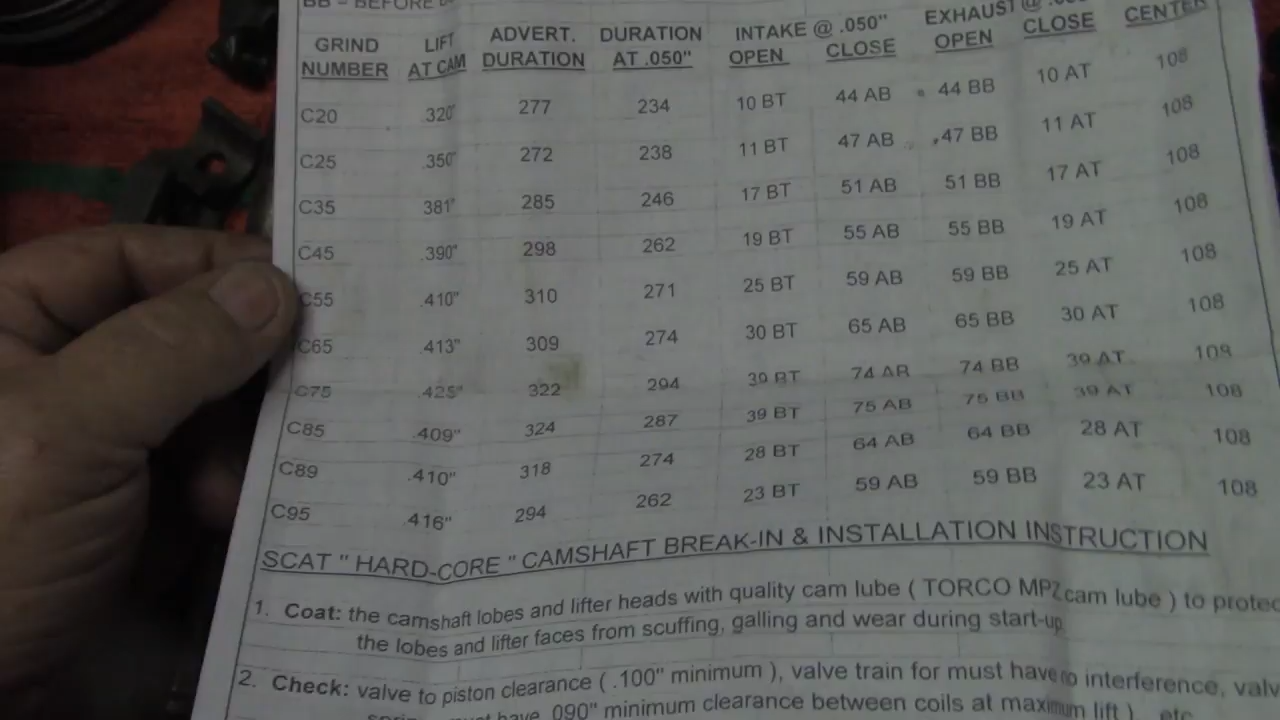 BB - BEFORE
GRIND NUMBER LIFT AT CAM ADVERT. DURATION DURATION AT .050" INTAKE @ .050" OPEN CLOSE EXHAUST @ OPEN CLOSE CENTER
C20 .320" 277 234 10 BT 44 AB 44 BB 10 AT 108
C25 .350" 272 238 11 BT 47 AB 47 BB 11 AT 108
C35 .381" 285 246 17 BT 51 AB 51 BB 17 AT 108
C45 .390" 298 262 19 BT 55 AB 55 BB 19 AT 108
C55 .410" 310 271 25 BT 59 AB 59 BB 25 AT 108
C65 .413" 309 274 30 BT 65 AB 65 BB 30 AT 108
C75 .425" 322 294 39 BT 74 AB 74 BB 39 AT 108
C85 .409" 324 287 39 BT 75 AB 75 BB 39 AT 108
C89 .410" 318 274 28 BT 64 AB 64 BB 28 AT 108
C95 .416" 294 262 23 BT 59 AB 59 BB 23 AT 108
SCAT " HARD-CORE " CAMSHAFT BREAK-IN & INSTALLATION INSTRUCTION
1. Coat: the camshaft lobes and lifter heads with quality cam lube ( TORCO MPZ cam lube ) to protec
the lobes and lifter faces from scuffing, galling and wear during start-up
2. Check: valve to piston clearance ( .100" minimum ), valve train for must have no interference, valv
must have .090" minimum clearance between coils at maximum lift ) etc